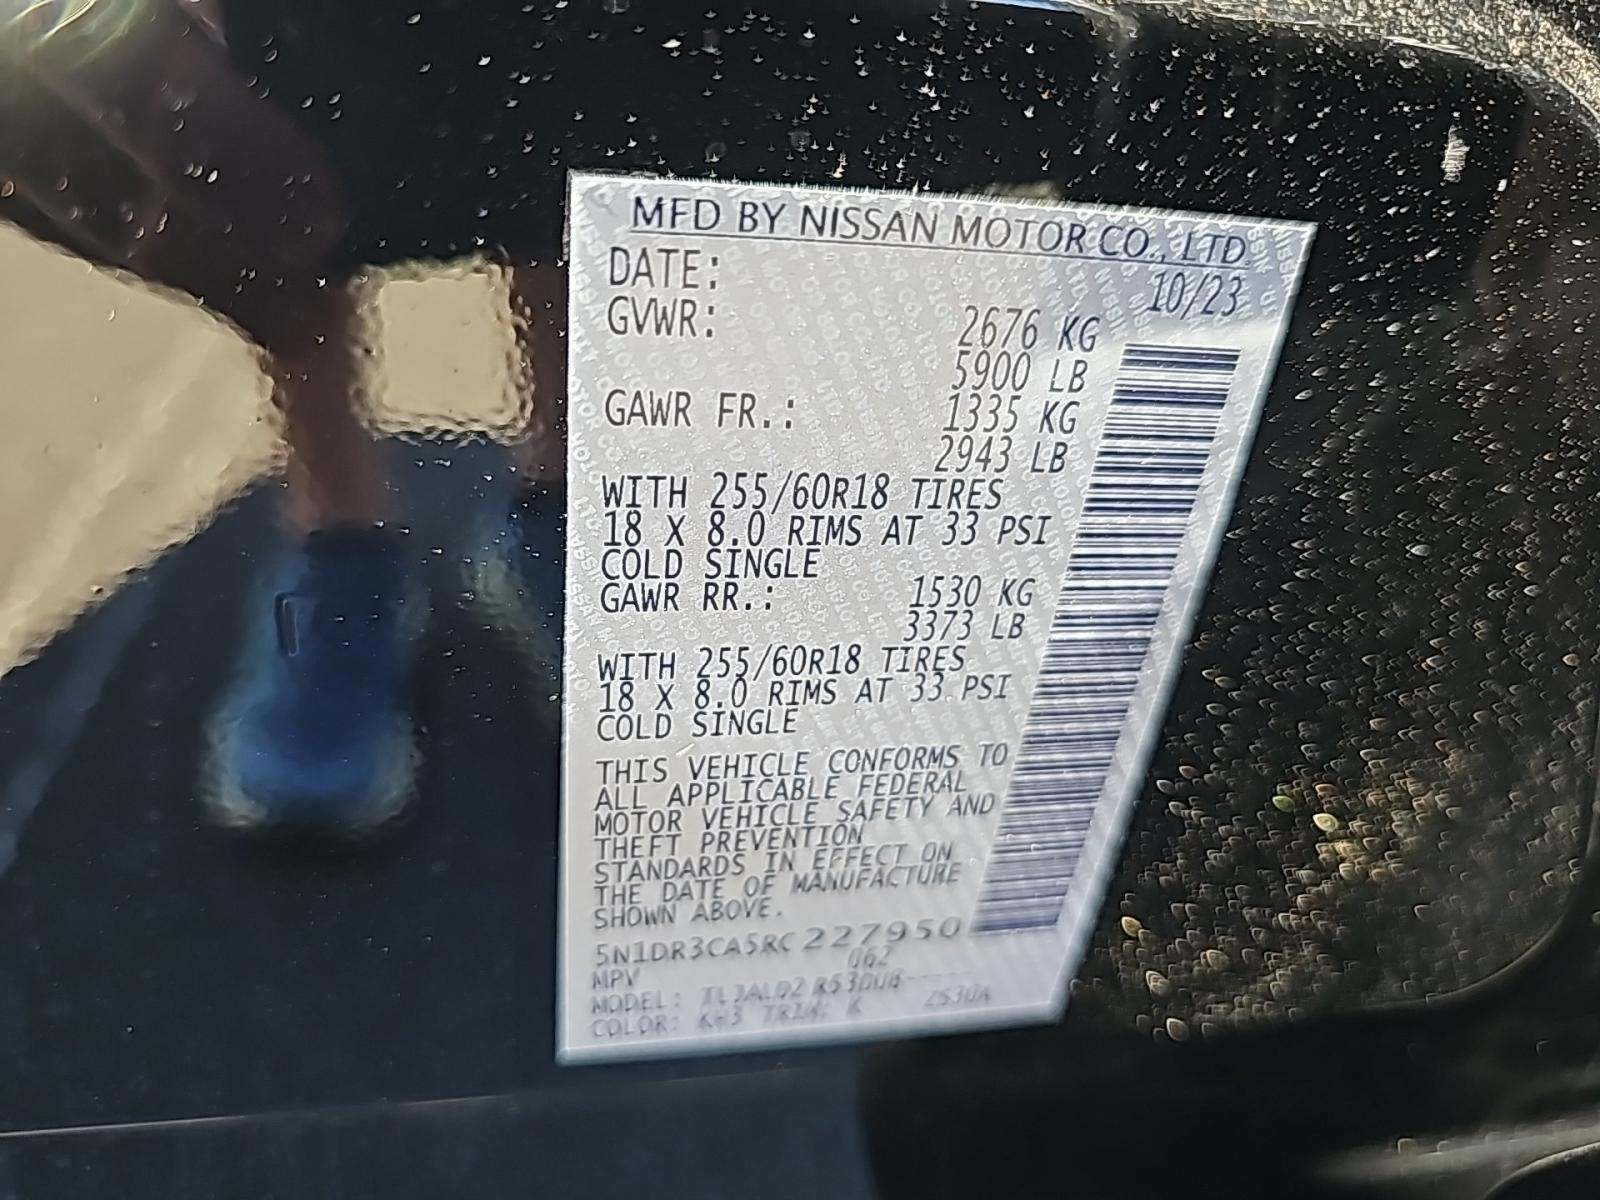 MFD BY NISSAN MOTOR CO., LTD.
DATE: 10/23
GVWR: 2676 KG
5900 LB
GAWR FR.: 1335 KG
2943 LB
WITH 255/60R18 TIRES
18 X 8.0 RIMS AT 33 PSI
COLD SINGLE
GAWR RR.: 1530 KG
3373 LB
WITH 255/60R18 TIRES
18 X 8.0 RIMS AT 33 PSI
COLD SINGLE
THIS VEHICLE CONFORMS TO
ALL APPLICABLE FEDERAL
MOTOR VEHICLE SAFETY AND
THEFT PREVENTION
STANDARDS IN EFFECT ON
THE DATE OF MANUFACTURE
SHOWN ABOVE.
5N1DR3CA5RC227950
062
MPV
MODEL:
COLOR: TRIM: K